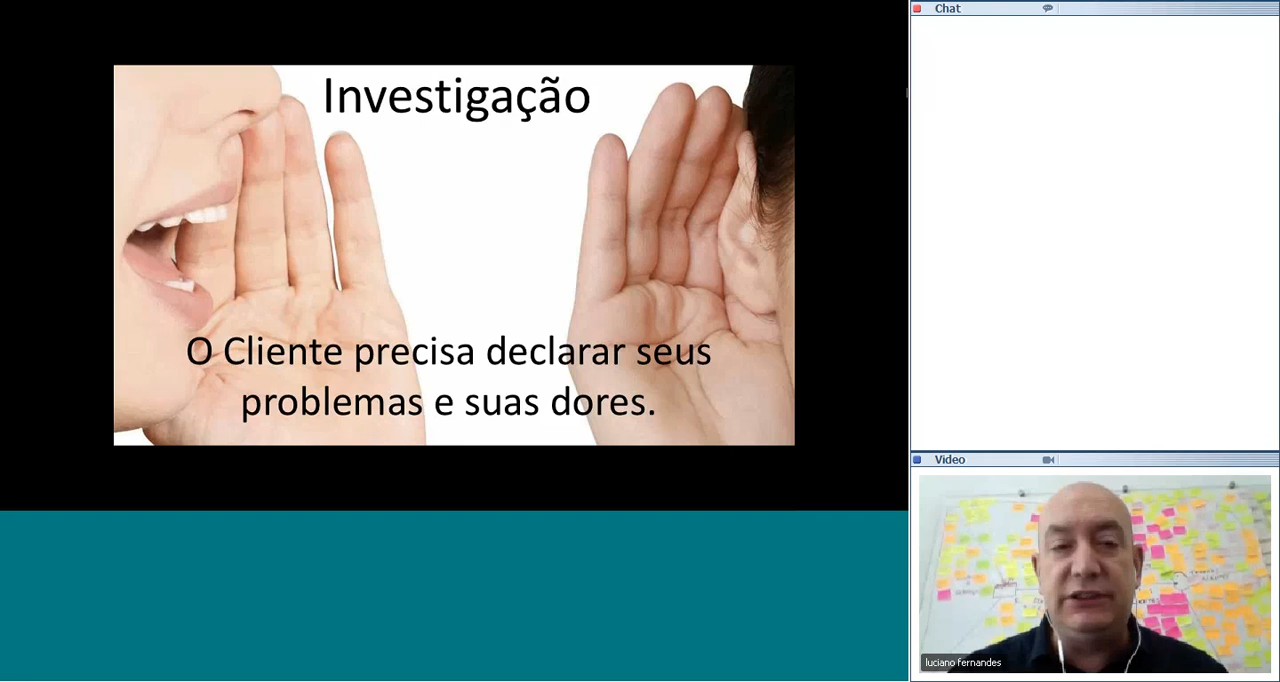 Investigação
O Cliente precisa declarar seus
problemas e suas dores.
Chat
Video
luciano fernandes